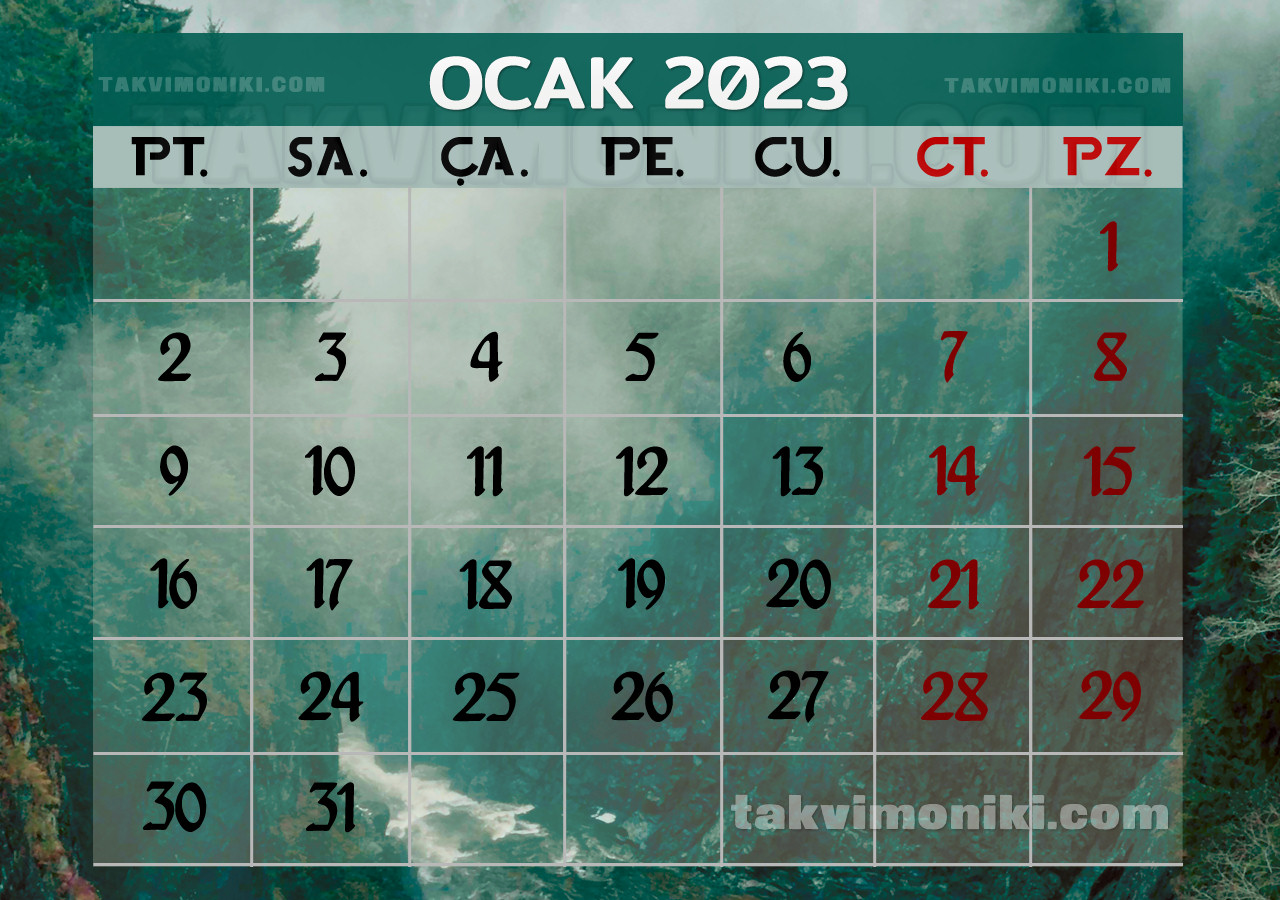 TAKVIMONIKI.COM OCAK 2023 TAKVIMONIKI.COM
TAKVIMONIKI.COM
PT. SA. ÇA. PE. CU. CT. PZ.
1
2 3 4 5 6 7 8
9 10 11 12 13 14 15
16 17 18 19 20 21 22
23 24 25 26 27 28 29
30 31
takvimoniki.com